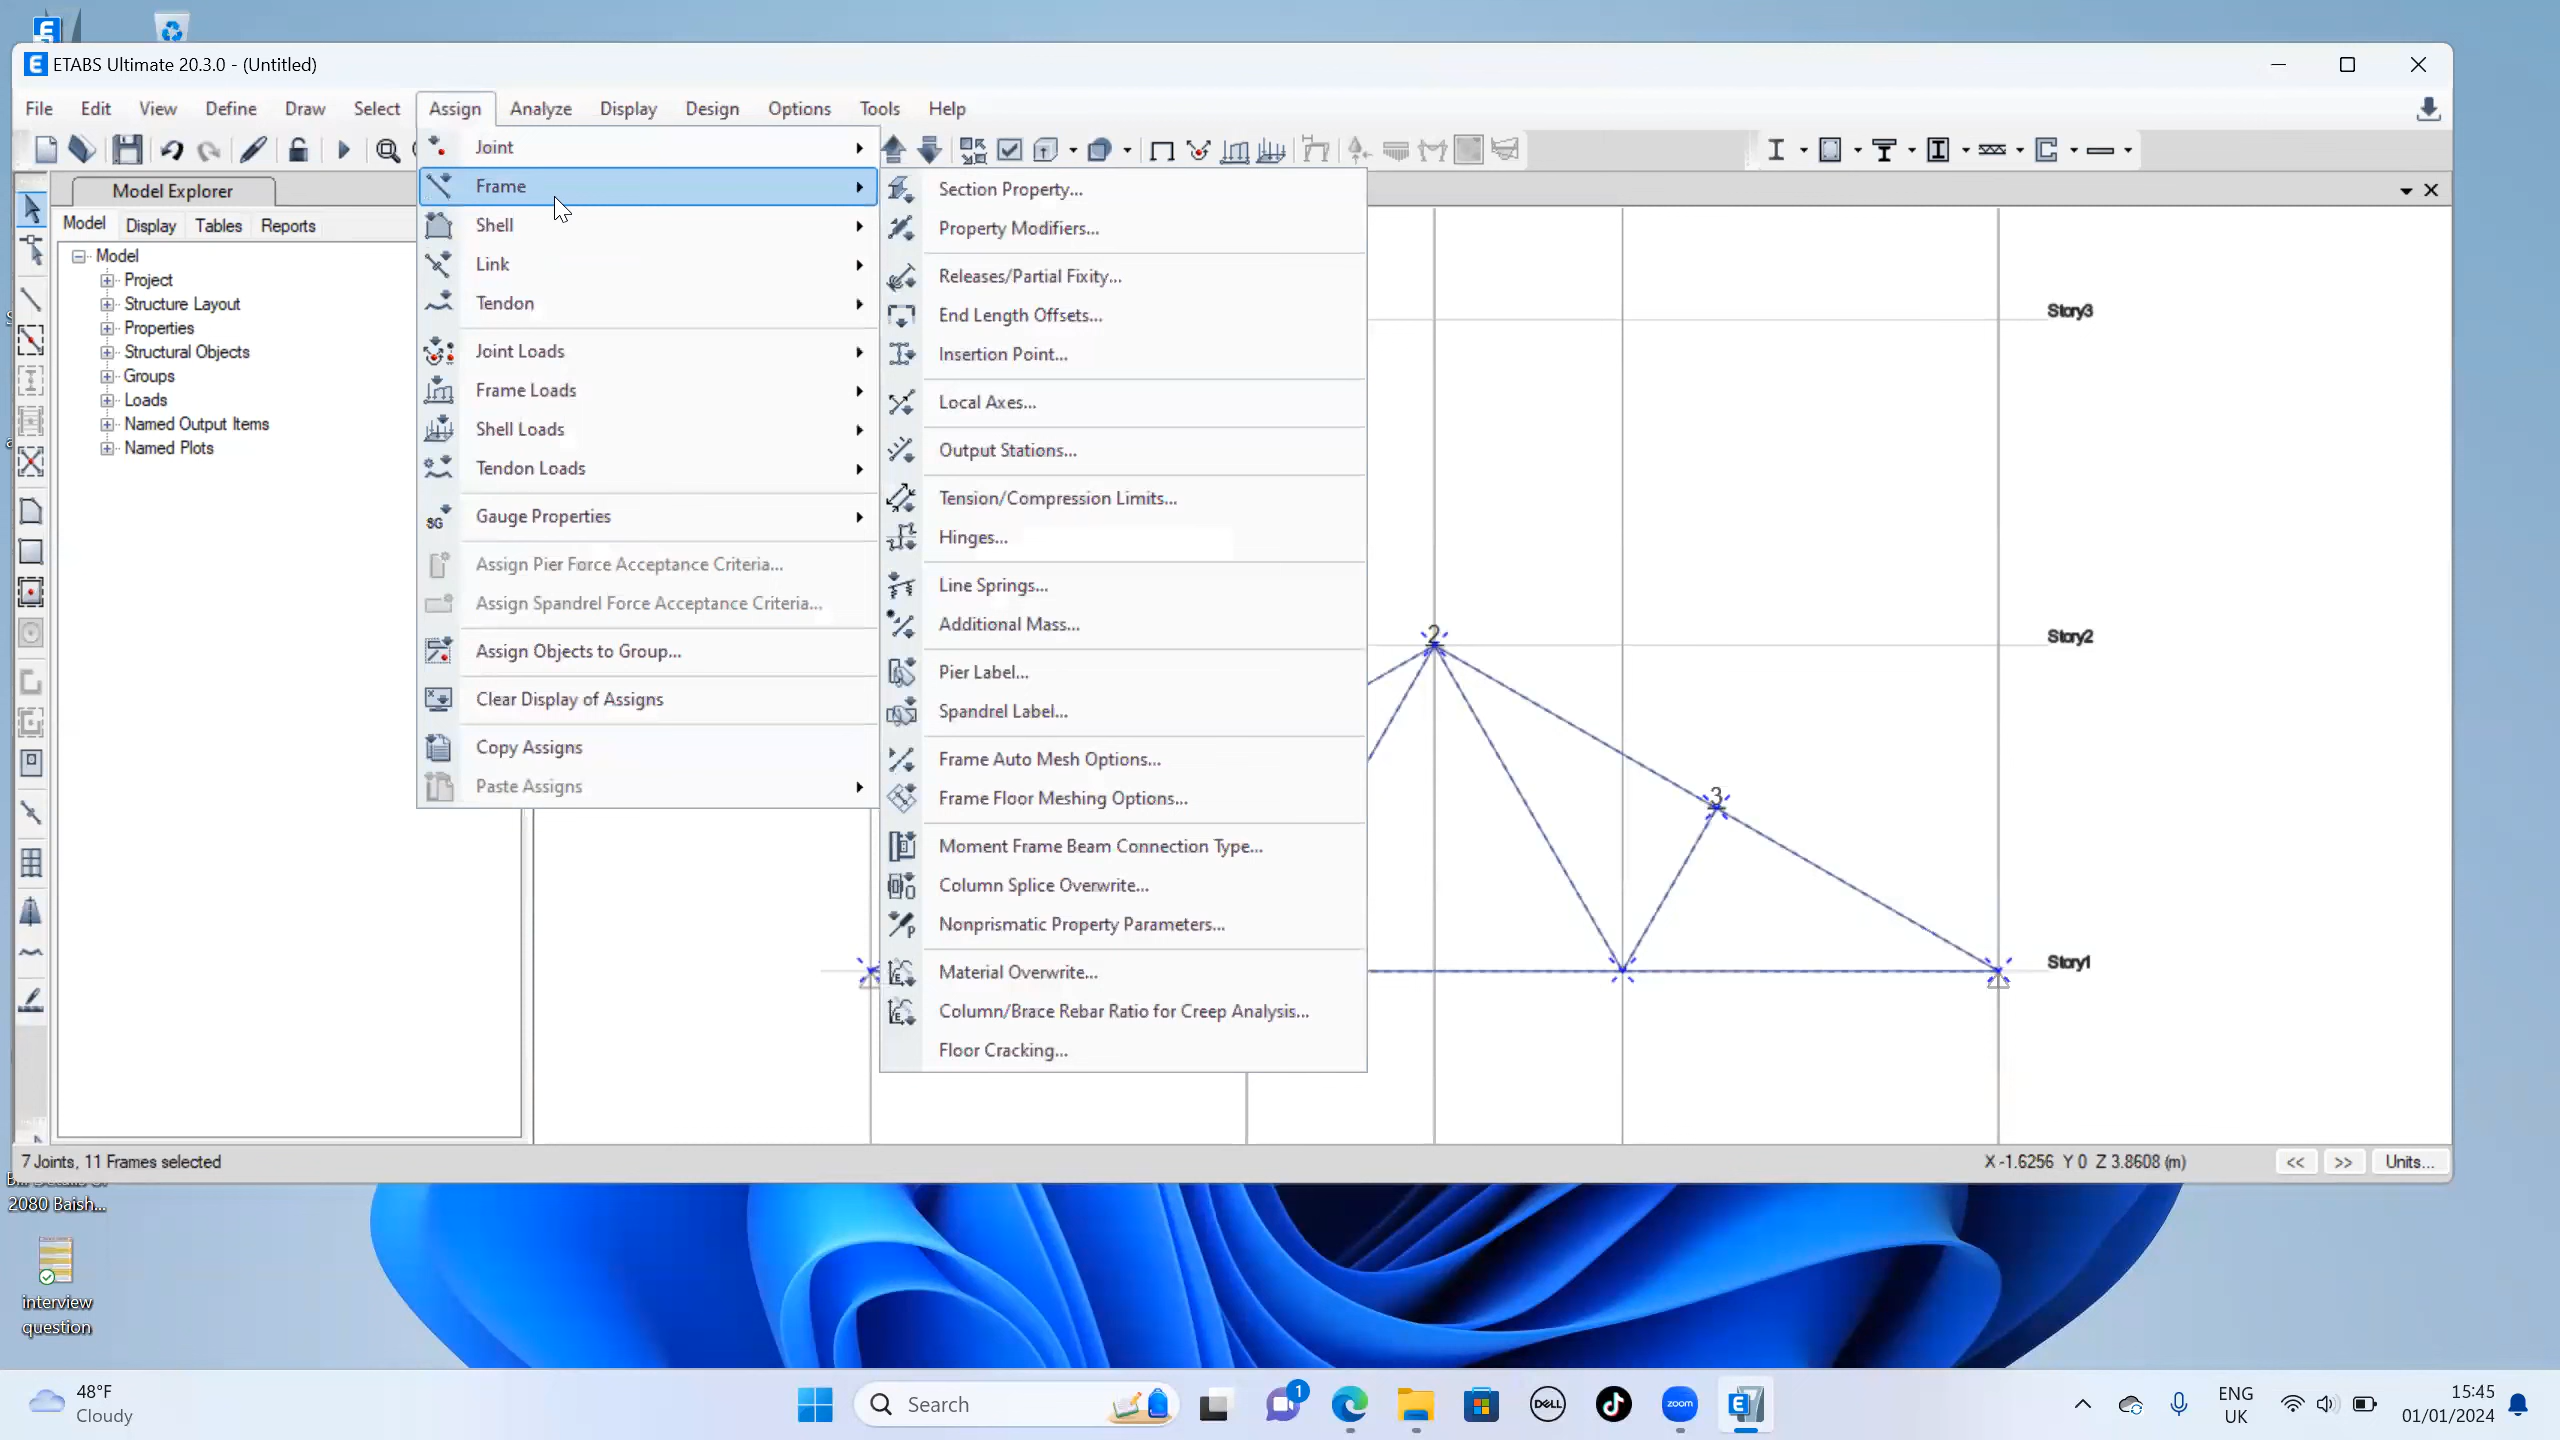 ETABS Ultimate 20.3.0 - (Untitled)
File Edit View Define Draw Select Assign Analyze Display Design Options Tools Help
Model Explorer
Model Display Tables Reports
Model
Project
Structure Layout
Properties
Structural Objects
Groups
Loads
Named Output Items
Named Plots
Joint
Frame
Shell
Link
Tendon
Joint Loads
Frame Loads
Shell Loads
Tendon Loads
Gauge Properties
Assign Pier Force Acceptance Criteria...
Assign Spandrel Force Acceptance Criteria...
Assign Objects to Group...
Clear Display of Assigns
Copy Assigns
Paste Assigns
Section Property...
Property Modifiers...
Releases/Partial Fixity...
End Length Offsets...
Insertion Point...
Local Axes...
Output Stations...
Tension/Compression Limits...
Hinges...
Line Springs...
Additional Mass...
Pier Label...
Spandrel Label...
Frame Auto Mesh Options...
Frame Floor Meshing Options...
Moment Frame Beam Connection Type...
Column Splice Overwrite...
Nonprismatic Property Parameters...
Material Overwrite...
Column/Brace Rebar Ratio for Creep Analysis...
Floor Cracking...
Story3
2
Story2
3
Story1
7 Joints, 11 Frames selected
X -1.6256 Y 0 Z 3.8608 (m)
<< >> Units...
2080 Baish...
interview
question
48°F
Cloudy
Search
1
DELL
zoom
ENG
UK
15:45
01/01/2024